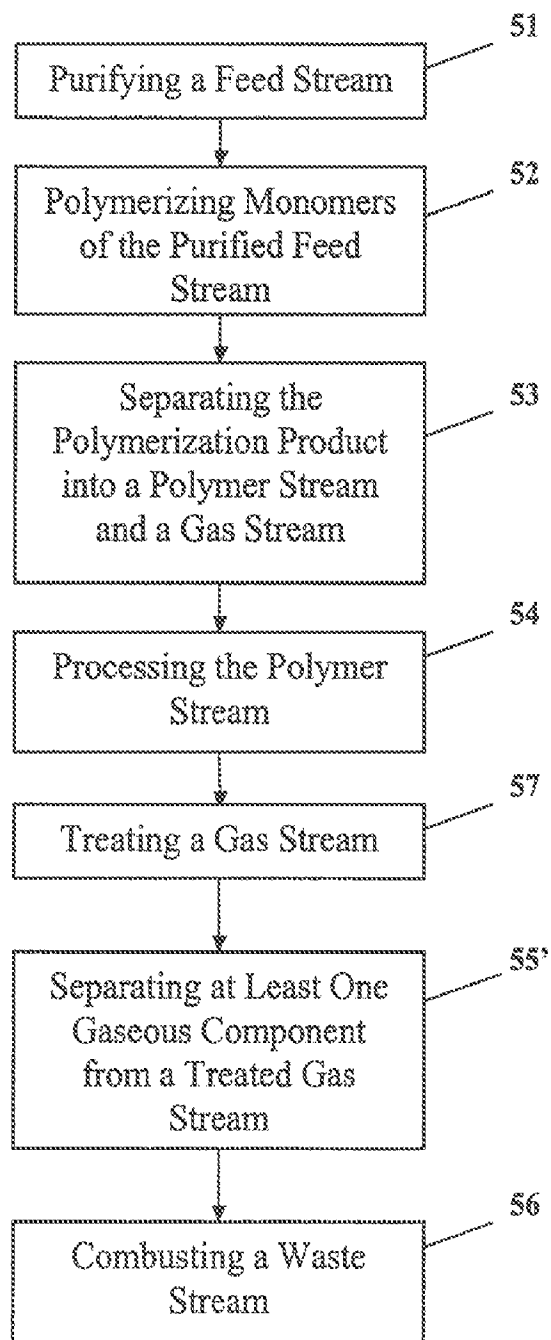 51
Purifying a Feed Stream
52
Polymerizing Monomers
of the Purified Feed
Stream
53
Separating the
Polymerization Product
into a Polymer Stream
and a Gas Stream
54
Processing the Polymer
Stream
57
Treating a Gas Stream
55’
Separating at Least One
Gaseous Component
from a Treated Gas
Stream
56
Combusting a Waste
Stream